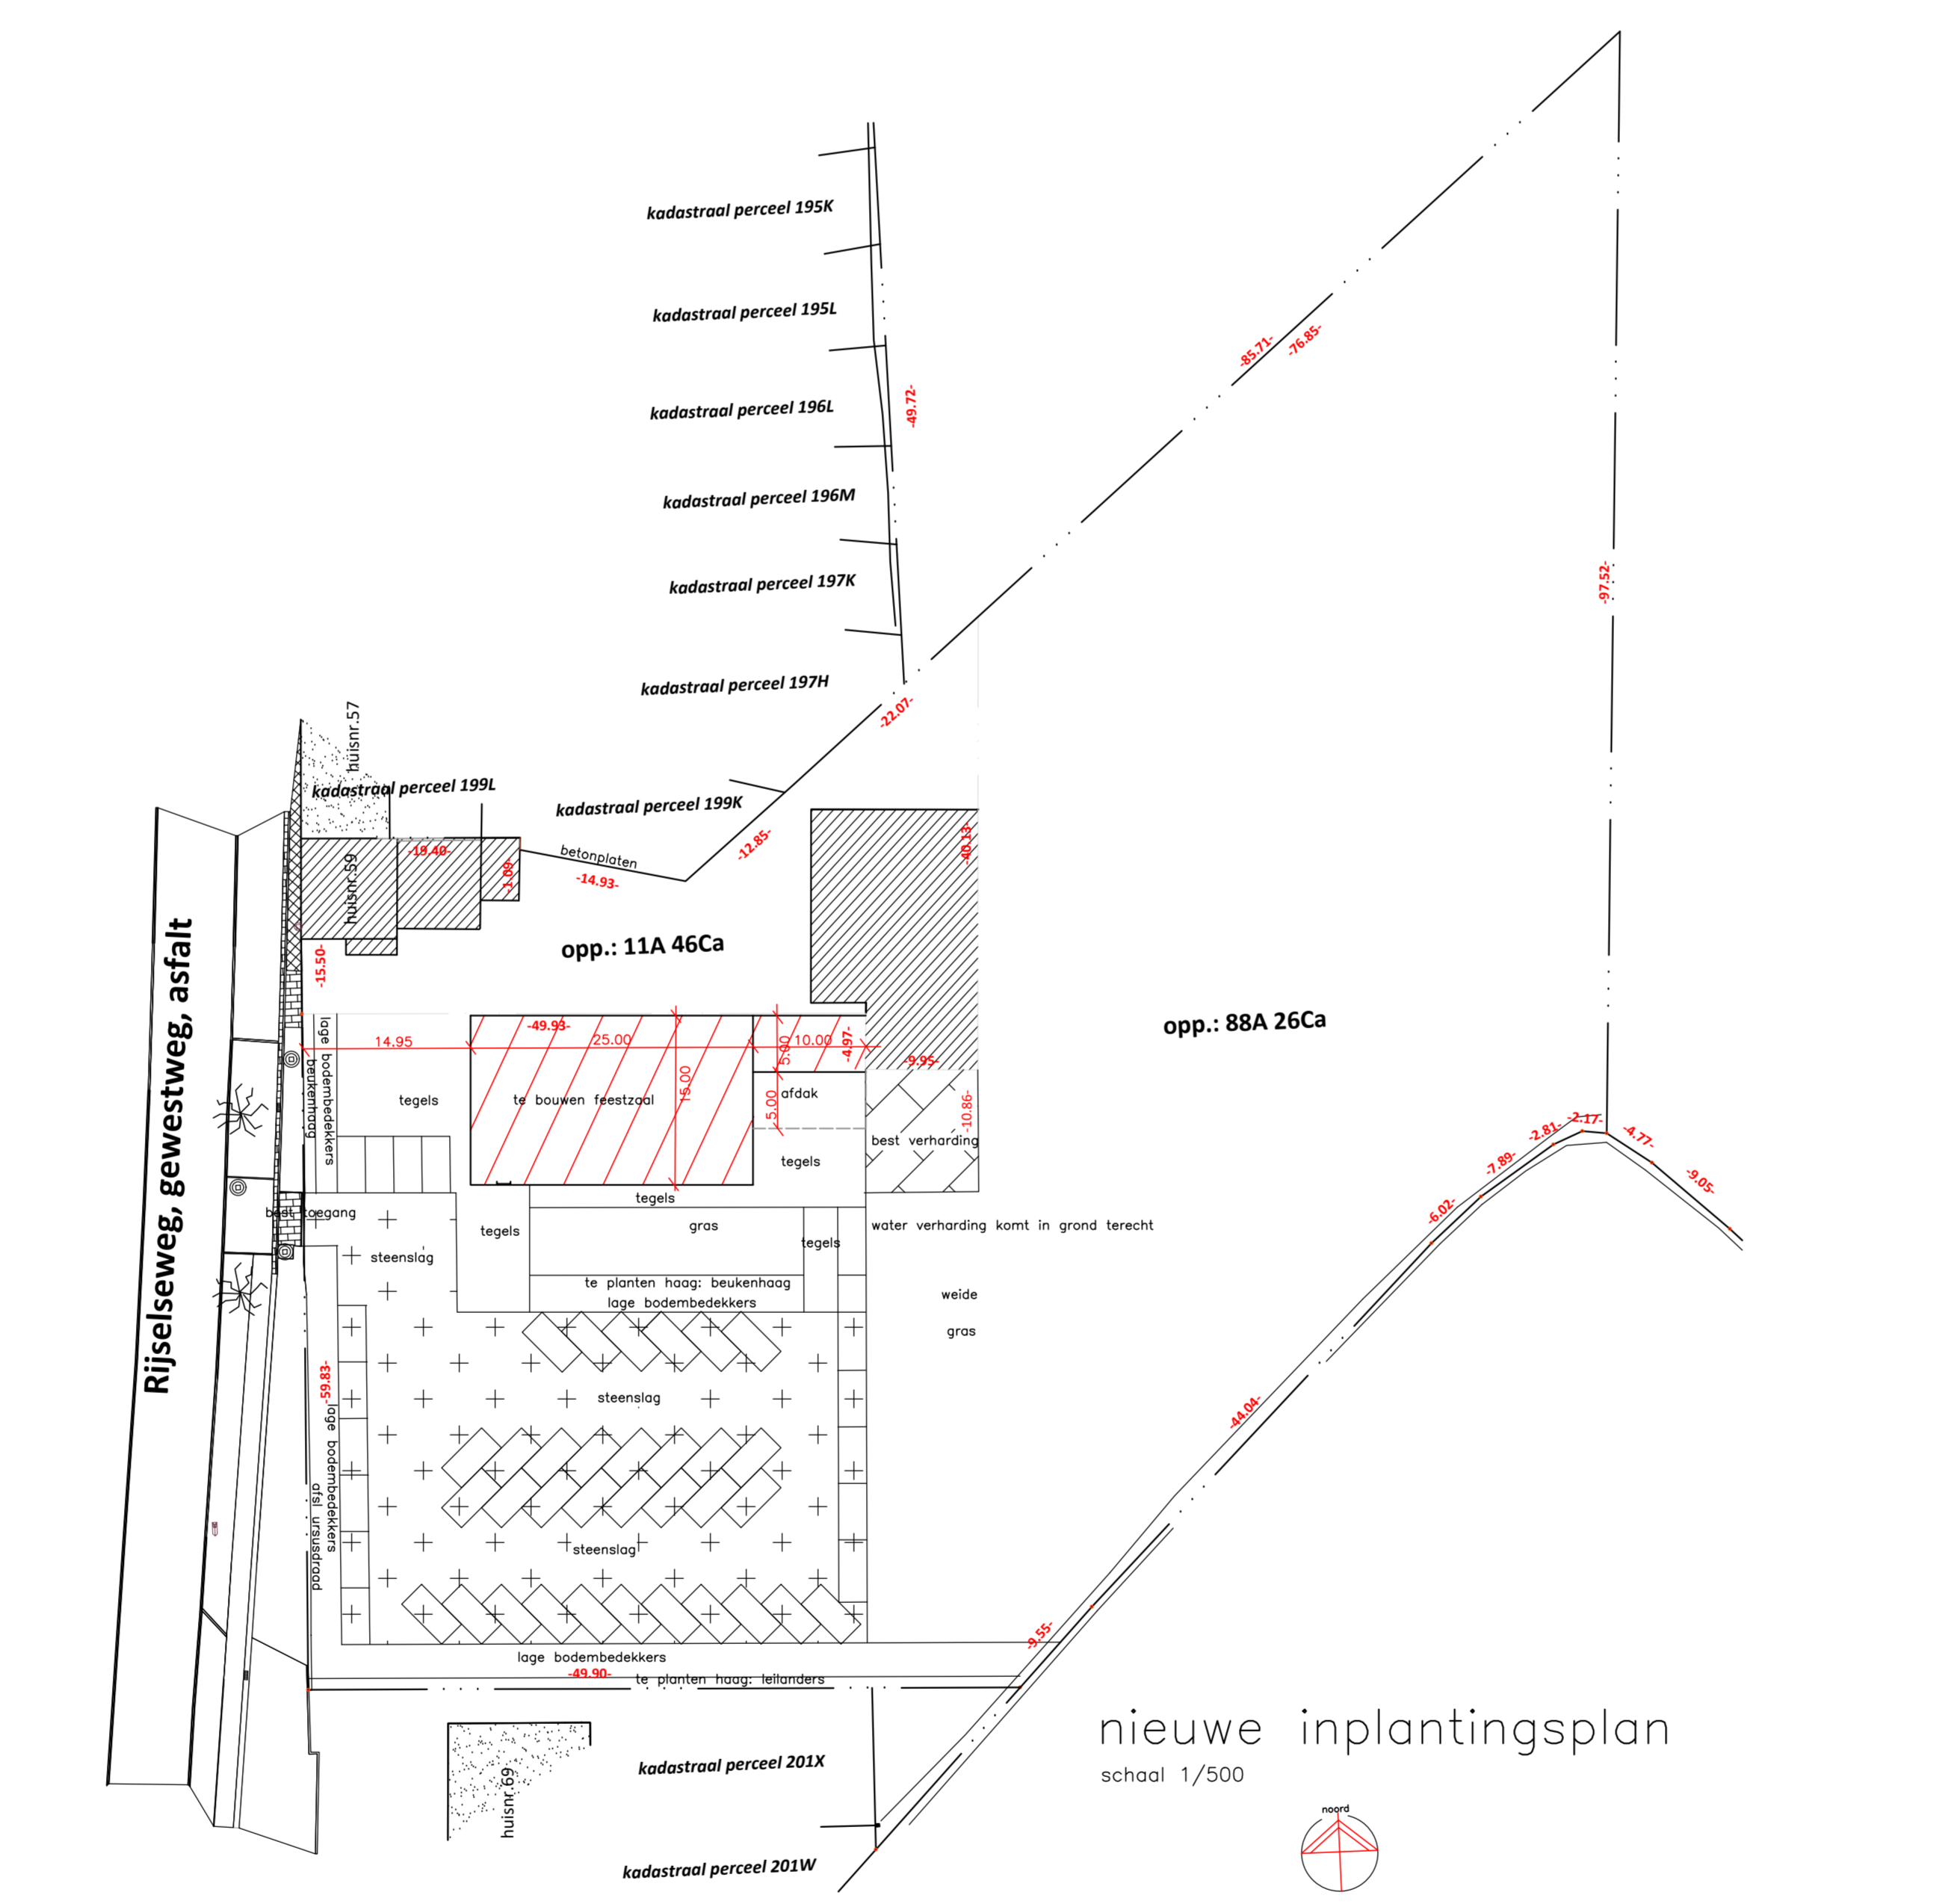 kadastraal perceel 195K
kadastraal perceel 195L
-85.71-
-76.85-
kadastraal perceel 196L
-49.72-
kadastraal perceel 196M
kadastraal perceel 197K
-97.52-
kadastraal perceel 197H
-22.07-
huisnr.57
kadastraal perceel 199L
kadastraal perceel 199K
-19.40-
-1.09-
betonplaten
-14.93-
-12.85-
-40.13-
huisnr.59
opp.: 11A 46Ca
-15.50-
opp.: 88A 26Ca
Rijselseweg, gewestweg, asfalt
lage bodembedekkers
beukenhaag
14.95
-49.93-
25.00
15.00
5.00
10.00
-4.97-
-9.95-
tegels
te bouwen feestzaal
5.00
afdak
-10.86-
best verharding
tegels
-2.81-
-2.17-
-4.77-
-7.89-
-9.05-
-6.02-
best toegang
tegels
tegels
gras
tegels
water verharding komt in grond terecht
steenslag
te planten haag: beukenhaag
lage bodembedekkers
weide
gras
-59.83-
lage bodembedekkers
afsl ursusdraad
steenslag
-44.04-
steenslag
-9.55-
lage bodembedekkers
-49.90-
te planten haag: leilanders
huisnr.69
kadastraal perceel 201X
kadastraal perceel 201W
nieuwe inplantingsplan
schaal 1/500
noord